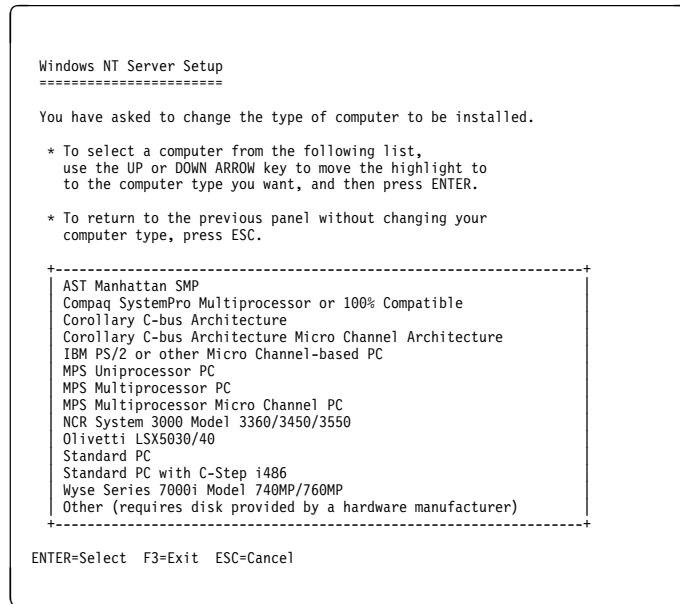 Windows NT Server Setup
=======================
You have asked to change the type of computer to be installed.
* To select a computer from the following list,
use the UP or DOWN ARROW key to move the highlight to
to the computer type you want, and then press ENTER.
* To return to the previous panel without changing your
computer type, press ESC.
+------------------------------------------------------------------+
| AST Manhattan SMP |
| Compaq SystemPro Multiprocessor or 100% Compatible |
| Corollary C-bus Architecture |
| Corollary C-bus Architecture Micro Channel Architecture |
| IBM PS/2 or other Micro Channel-based PC |
| MPS Uniprocessor PC |
| MPS Multiprocessor PC |
| MPS Multiprocessor Micro Channel PC |
| NCR System 3000 Model 3360/3450/3550 |
| Olivetti LSX5030/40 |
| Standard PC |
| Standard PC with C-Step i486 |
| Wyse Series 7000i Model 740MP/760MP |
| Other (requires disk provided by a hardware manufacturer) |
+------------------------------------------------------------------+
ENTER=Select F3=Exit ESC=Cancel